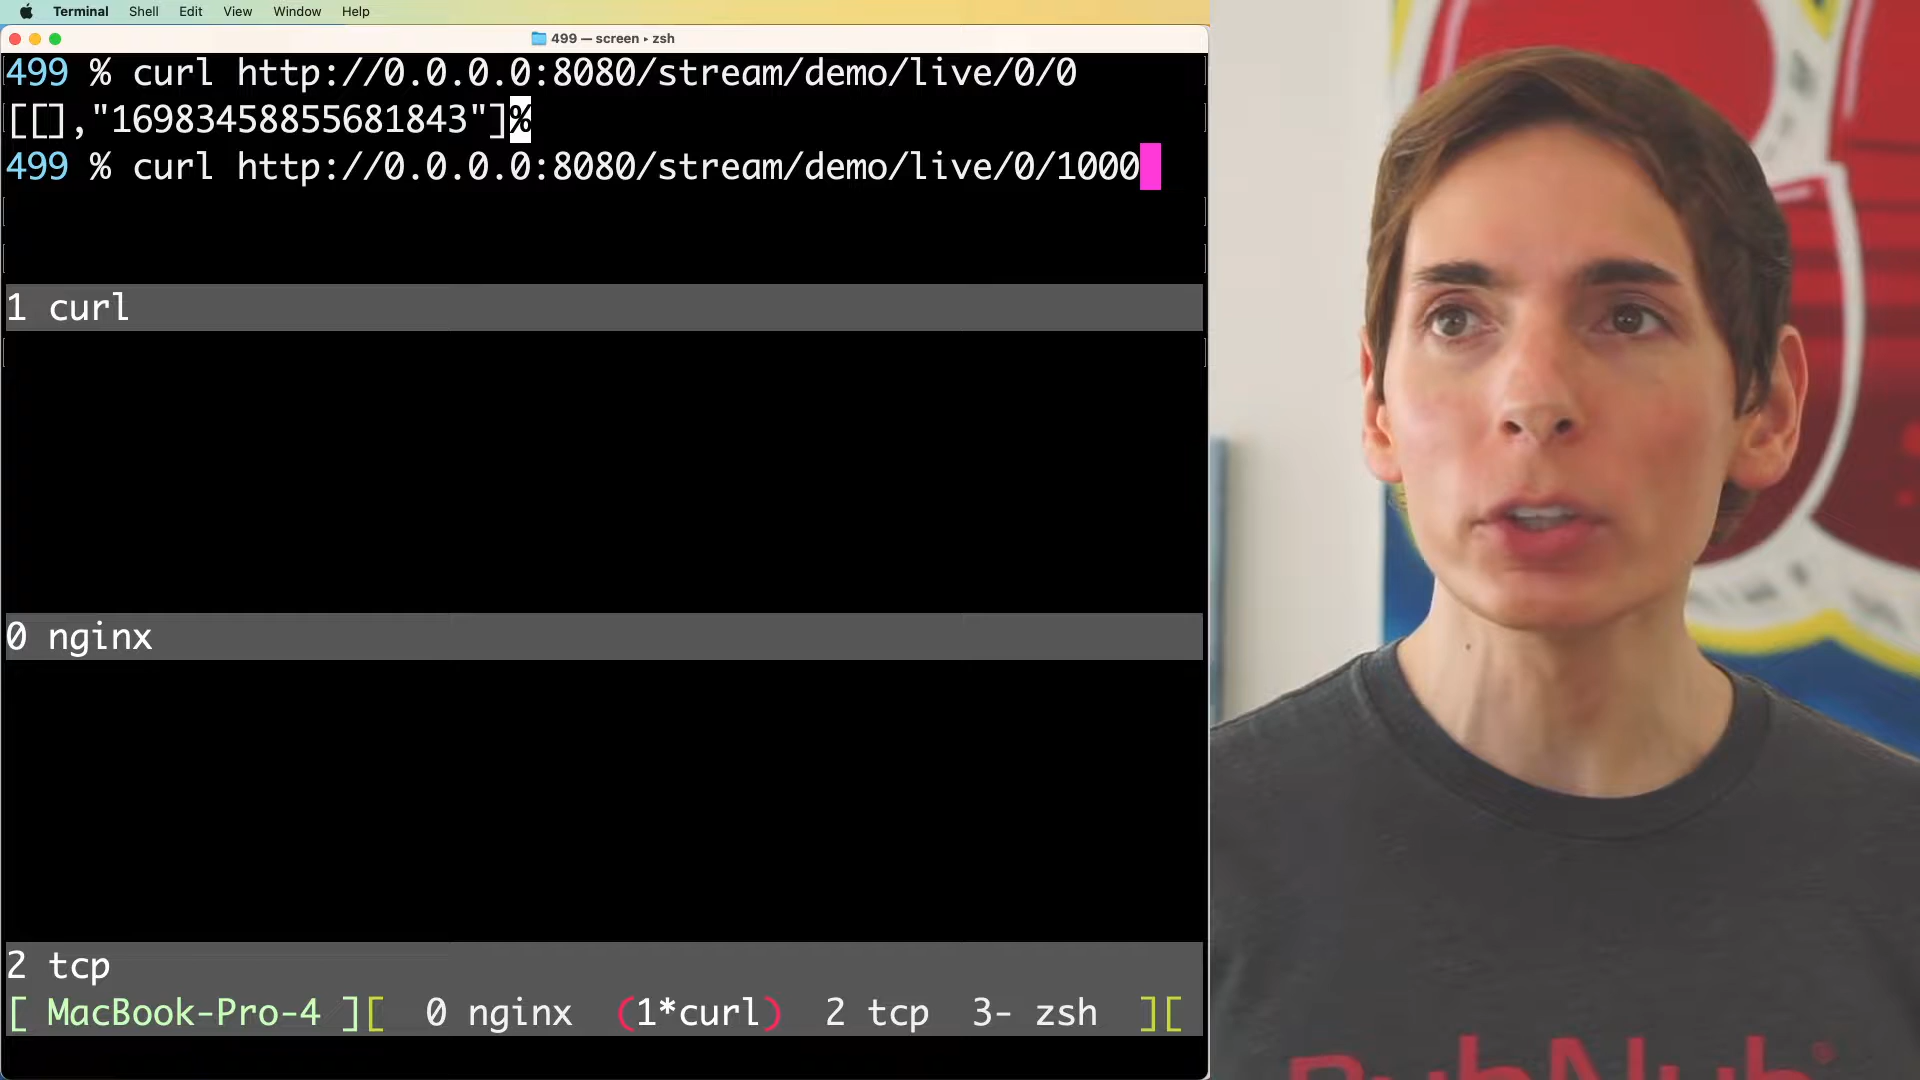 Terminal Shell Edit View Window Help
499 — screen ▸ zsh
499 % curl http://0.0.0.0:8080/stream/demo/live/0/0
[[],"16983458855681843"]%
499 % curl http://0.0.0.0:8080/stream/demo/live/0/1000
1 curl
0 nginx
2 tcp
[ MacBook-Pro-4 ][ 0 nginx (1*curl) 2 tcp 3- zsh ][
PubNub